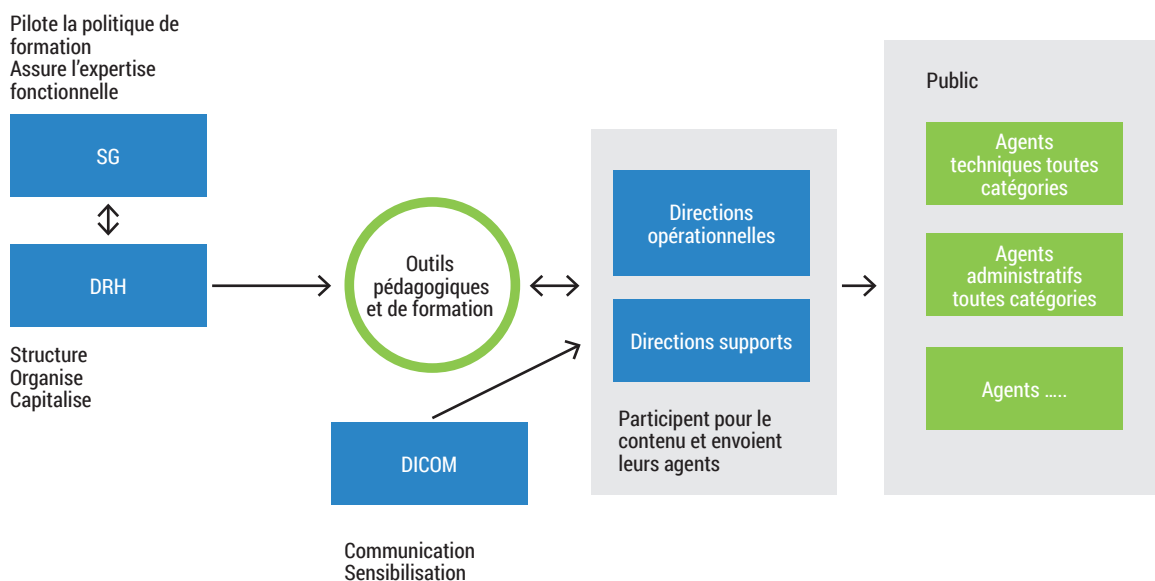 Pilote la politique de
formation
Assure l’expertise
fonctionnelle
SG
DRH
Structure
Organise
Capitalise
Outils
pédagogiques
et de formation
DICOM
Communication
Sensibilisation
Directions
opérationnelles
Directions supports
Participent pour le
contenu et envoient
leurs agents
Public
Agents
techniques toutes
catégories
Agents
administratifs
toutes catégories
Agents .....